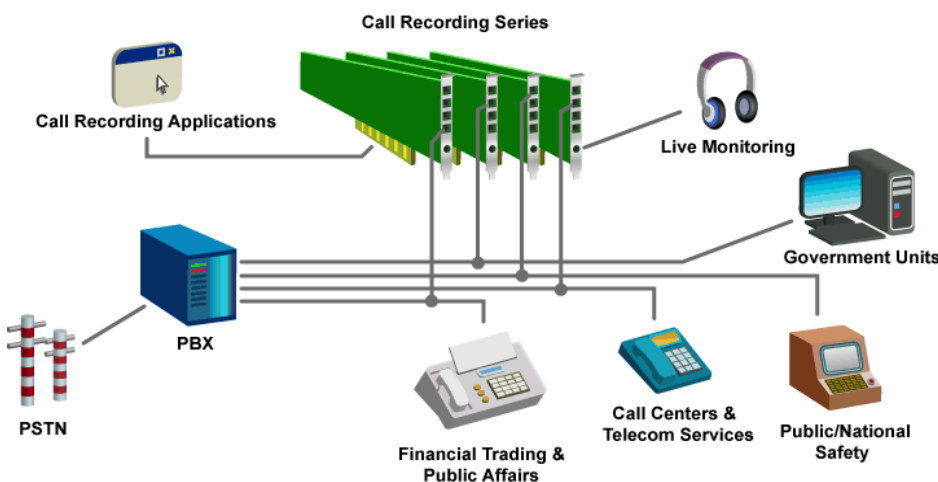 Call Recording Series
Call Recording Applications
Live Monitoring
Government Units
PBX
PSTN
Financial Trading &
Public Affairs
Call Centers &
Telecom Services
Public/National
Safety